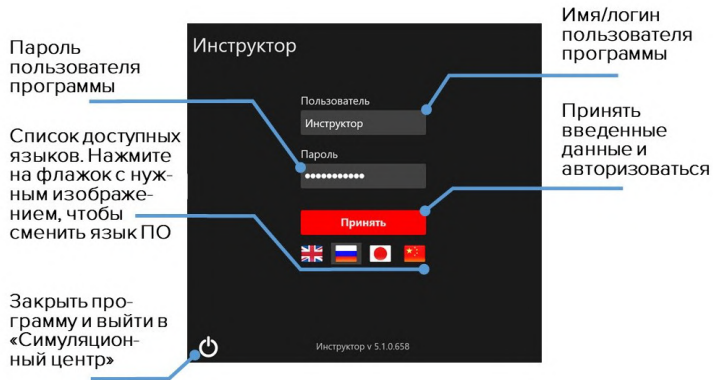 Имя/логин
пользователя
программы
Пароль
пользователя
программы
Инструктор
Пользователь
Инструктор
Принять
введенные
данные и
авторизоваться
Список доступных
языков. Нажмите
на флажок с нуж-
ным изображе-
нием, чтобы
сменить язык ПО
Пароль
•••••••••••
Принять
Закрыть про-
грамму и выйти в
«Симуляцион-
ный центр»
Инструктор v 5.1.0.658